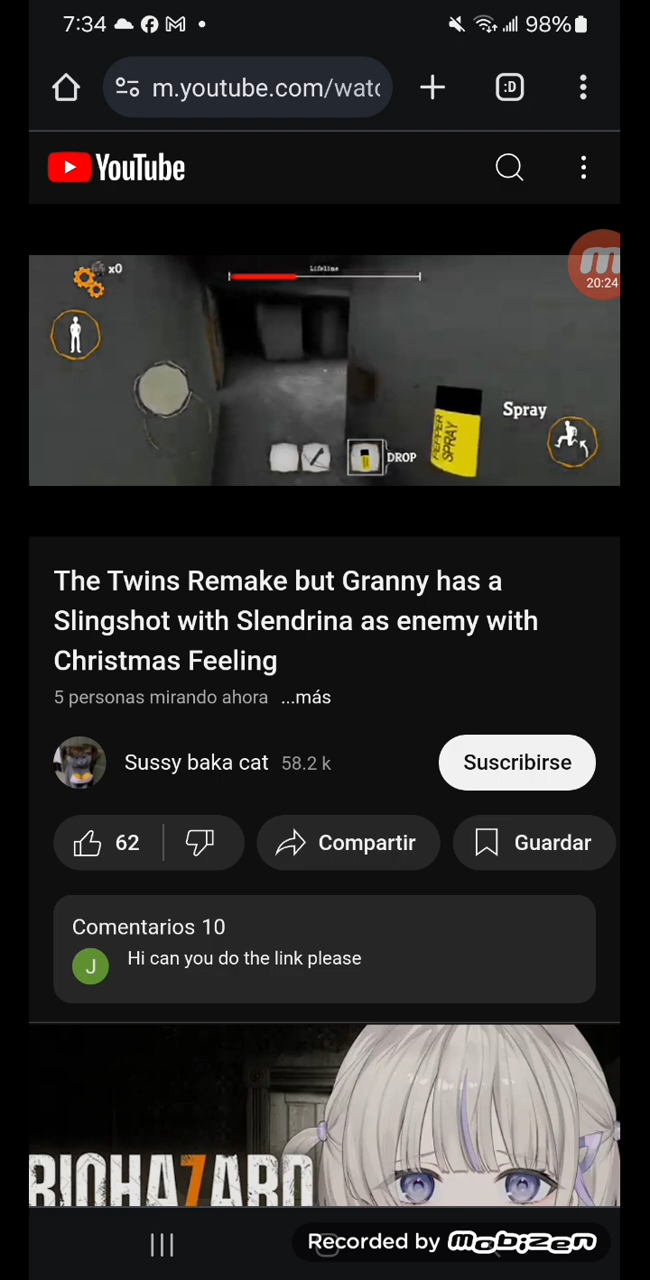 7:34
98%
m.youtube.com/watc
:D
YouTube
20:24
x0
Lifeline
Spray
PEPPER
SPRAY
DROP
The Twins Remake but Granny has a
Slingshot with Slendrina as enemy with
Christmas Feeling
5 personas mirando ahora ...más
Sussy baka cat 58.2 k
Suscribirse
62
Compartir
Guardar
Comentarios 10
J
Hi can you do the link please
BIOHA7ARD
Recorded by mobizen